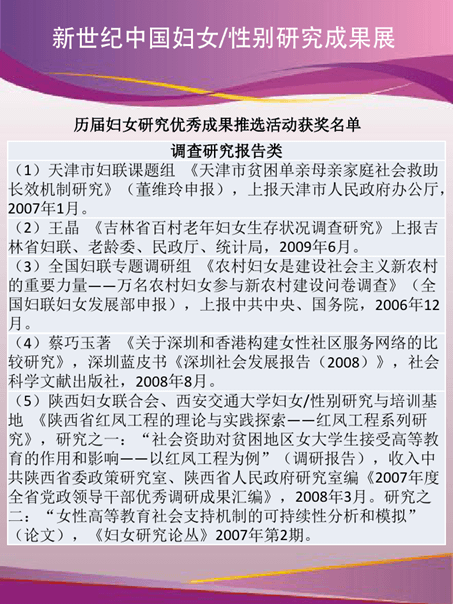 新世纪中国妇女/性别研究成果展
历届妇女研究优秀成果推选活动获奖名单
调查研究报告类
（1）天津市妇联课题组 《天津市贫困单亲母亲家庭社会救助
长效机制研究》（董维玲申报），上报天津市人民政府办公厅，
2007年1月。
（2）王晶 《吉林省百村老年妇女生存状况调查研究》上报吉
林省妇联、老龄委、民政厅、统计局，2009年6月。
（3）全国妇联专题调研组 《农村妇女是建设社会主义新农村
的重要力量——万名农村妇女参与新农村建设问卷调查》（全
国妇联妇女发展部申报），上报中共中央、国务院，2006年12
月。
（4）蔡巧玉著 《关于深圳和香港构建女性社区服务网络的比
较研究》，深圳蓝皮书《深圳社会发展报告（2008）》，社会
科学文献出版社，2008年8月。
（5）陕西妇女联合会、西安交通大学妇女/性别研究与培训基
地 《陕西省红凤工程的理论与实践探索——红凤工程系列研
究》，研究之一：“社会资助对贫困地区女大学生接受高等教
育的作用和影响——以红凤工程为例”（调研报告），收入中
共陕西省委政策研究室、陕西省人民政府研究室编《2007年度
全省党政领导干部优秀调研成果汇编》，2008年3月。研究之
二：“女性高等教育社会支持机制的可持续性分析和模拟”
（论文），《妇女研究论丛》2007年第2期。